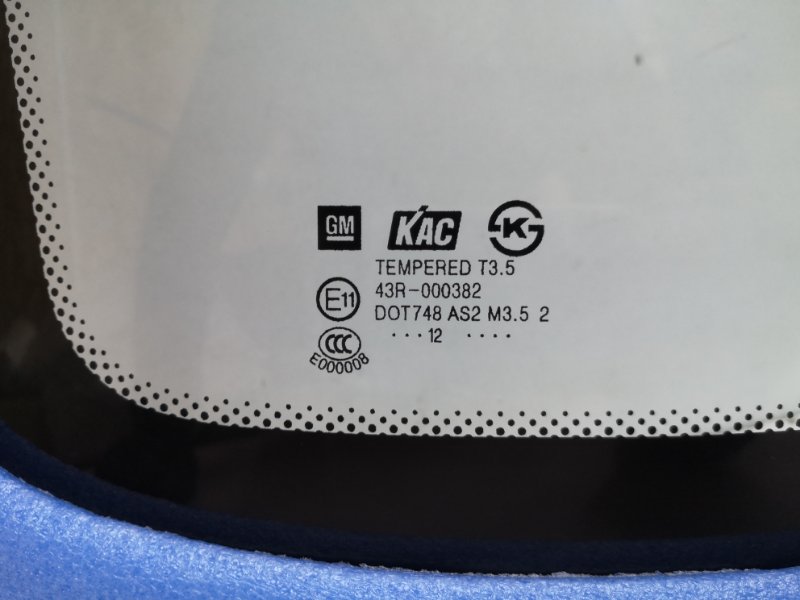 GM KAC K
TEMPERED T3.5
43R-000382
E11
DOT748 AS2 M3.5 2
···12 ····
CCC
E000008